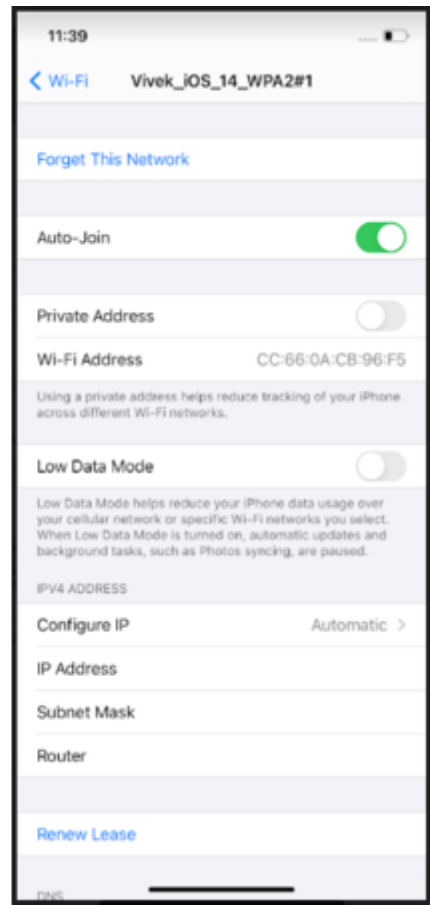 11:39
Wi-Fi Vivek_iOS_14_WPA2#1
Forget This Network
Auto-Join
Private Address
Wi-Fi Address CC:66:0A:CB:96:F5
Using a private address helps reduce tracking of your iPhone
across different Wi-Fi networks.
Low Data Mode
Low Data Mode helps reduce your iPhone data usage over
your cellular network or specific Wi-Fi networks you select.
When Low Data Mode is turned on, automatic updates and
background tasks, such as Photos syncing, are paused.
IPV4 ADDRESS
Configure IP Automatic >
IP Address
Subnet Mask
Router
Renew Lease
DNS